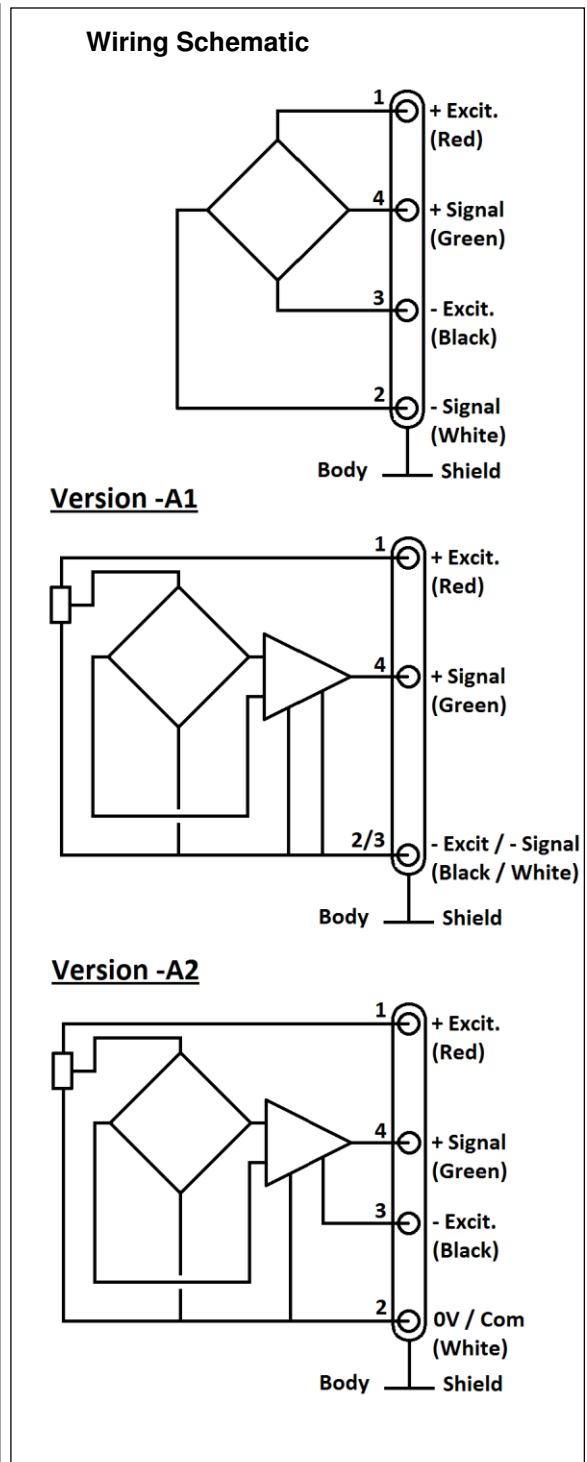 Wiring Schematic
1
+ Excit.
(Red)
4
+ Signal
(Green)
3
- Excit.
(Black)
2
- Signal
(White)
Body Shield
Version -A1
1
+ Excit.
(Red)
4
+ Signal
(Green)
2/3
- Excit / - Signal
(Black / White)
Body Shield
Version -A2
1
+ Excit.
(Red)
4
+ Signal
(Green)
3
- Excit.
(Black)
2
0V / Com
(White)
Body Shield